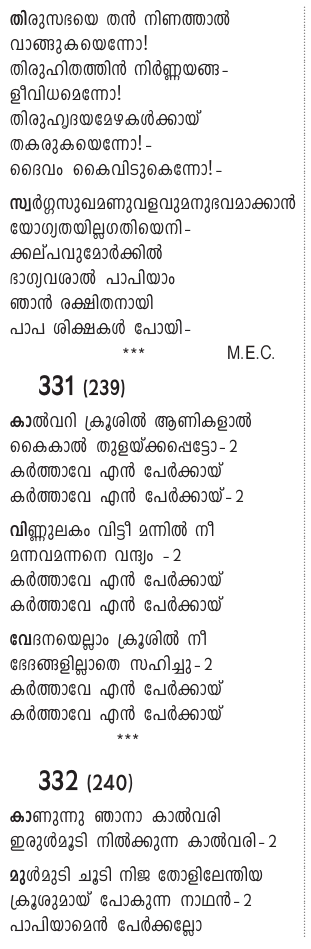 തിരുസഭയെ തൻ നിണത്താൽ
വാങ്ങുകയെന്നോ!
തിരുഹിതത്തിൻ നിർണ്ണയങ്ങ-
ളീവിധമെന്നോ!
തിരുഹൃദയമേഴകൾക്കായ്
തകരുകയെന്നോ!-
ദൈവം കൈവിടുകെന്നോ!-
സ്വർഗ്ഗസുഖമണുവളവുമനുഭവമാക്കാൻ
യോഗ്യതയില്ലഗതിയെനി-
ക്കല്പവുമോർക്കിൽ
ഭാഗ്യവശാൽ പാപിയാം
ഞാൻ രക്ഷിതനായി
പാപ ശിക്ഷകൾ പോയി-
*** M.E.C.
331 (239)
കാൽവറി ക്രൂശിൽ ആണികളാൽ
കൈകാൽ തുളയ്ക്കപ്പെട്ടോ-2
കർത്താവേ എൻ പേർക്കായ്
കർത്താവേ എൻ പേർക്കായ്-2
വിണ്ണുലകം വിട്ടീ മന്നിൽ നീ
മന്നവമന്നനെ വന്ദ്യം -2
കർത്താവേ എൻ പേർക്കായ്
കർത്താവേ എൻ പേർക്കായ്
വേദനയെല്ലാം ക്രൂശിൽ നീ
ഭേദങ്ങളില്ലാതെ സഹിച്ചു-2
കർത്താവേ എൻ പേർക്കായ്
കർത്താവേ എൻ പേർക്കായ്
***
332 (240)
കാണുന്നു ഞാനാ കാൽവരി
ഇരുൾമൂടി നിൽക്കുന്ന കാൽവരി-2
മുൾമുടി ചൂടി നിജ തോളിലേന്തിയ
ക്രൂശുമായ് പോകുന്ന നാഥൻ-2
പാപിയാമെൻ പേർക്കല്ലോ